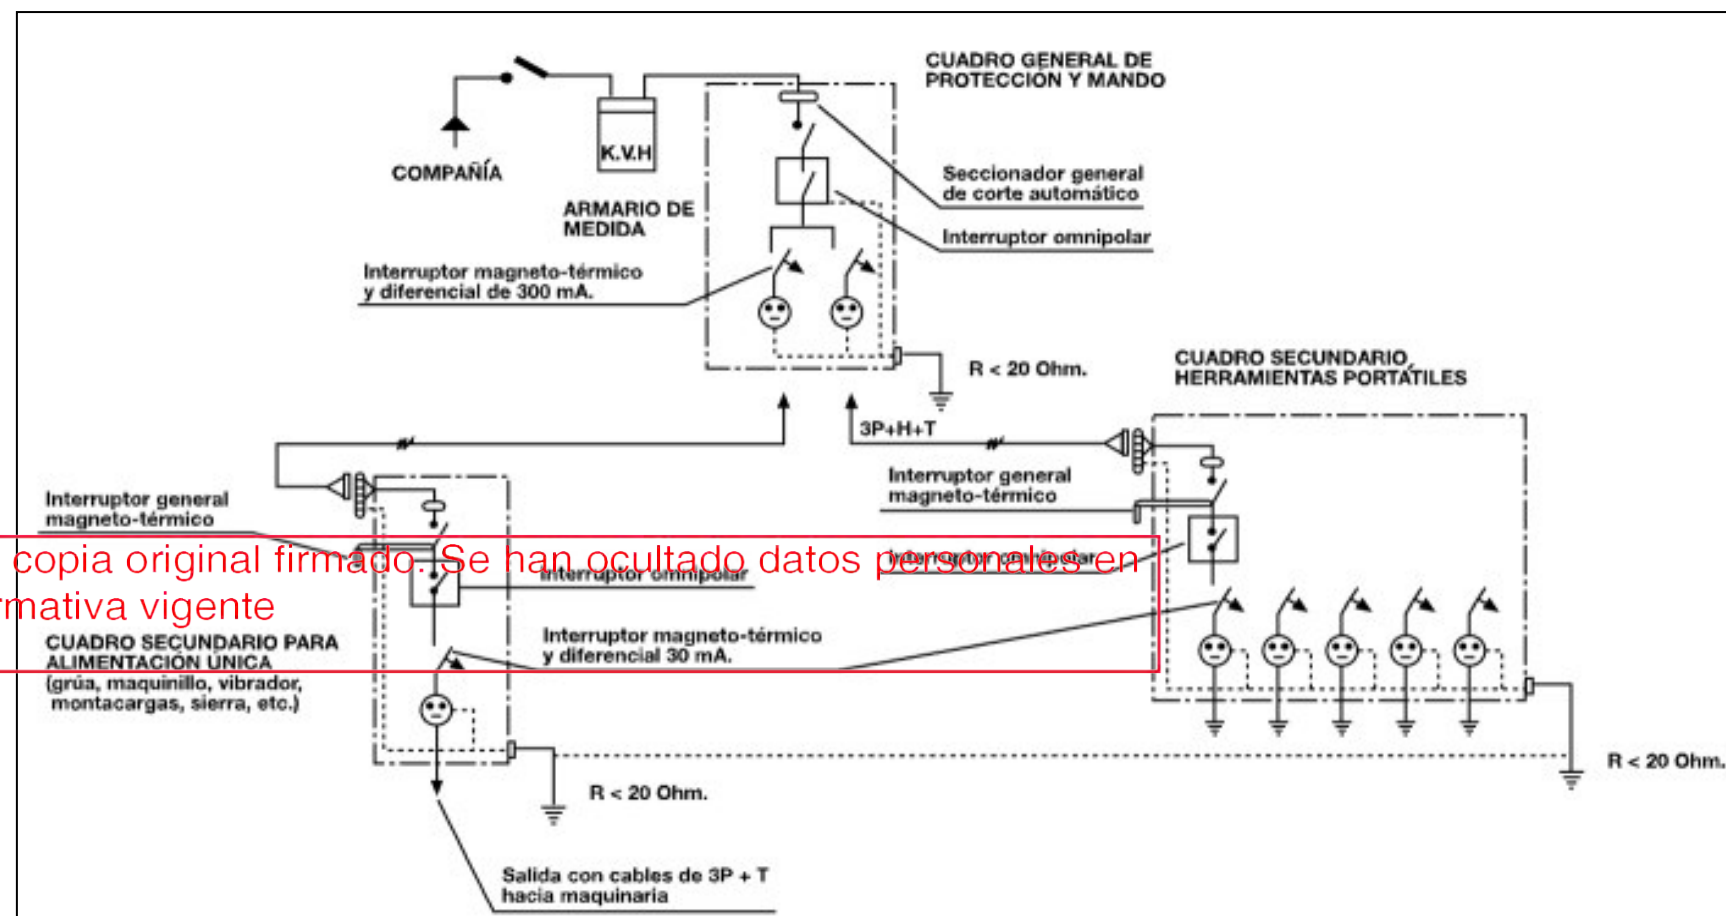 CUADRO GENERAL DE
PROTECCIÓN Y MANDO
K.V.H
COMPAÑÍA
Seccionador general
de corte automático
ARMARIO DE
MEDIDA
Interruptor omnipolar
Interruptor magneto-térmico
y diferencial de 300 mA.
R < 20 Ohm.
CUADRO SECUNDARIO
HERRAMIENTAS PORTÁTILES
3P+H+T
Interruptor general
magneto-térmico
Interruptor general
magneto-térmico
copia original firmado. Se han ocultado datos personales en
rmativa vigente
Interruptor omnipolar
Interruptor omnipolar
CUADRO SECUNDARIO PARA
ALIMENTACIÓN ÚNICA
(grúa, maquinillo, vibrador,
montacargas, sierra, etc.)
Interruptor magneto-térmico
y diferencial 30 mA.
R < 20 Ohm.
R < 20 Ohm.
Salida con cables de 3P + T
hacia maquinaria